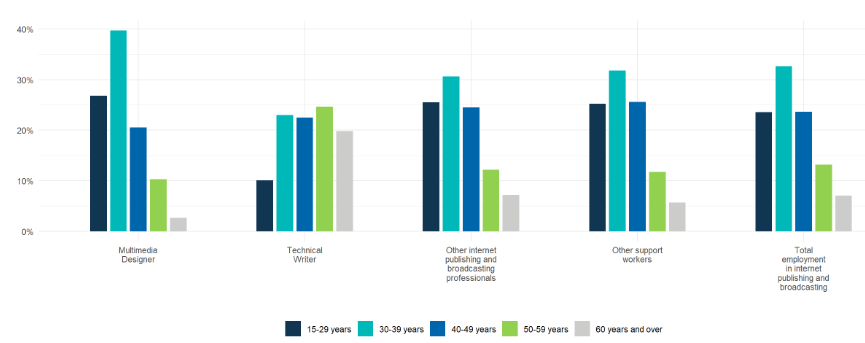 40%
30%
20%
10%
0%
Multimedia
Designer
Technical
Writer
Other internet
publishing and
broadcasting
professionals
Other support
workers
Total
employment
in internet
publishing and
broadcasting
15-29 years 30-39 years 40-49 years 50-59 years 60 years and over